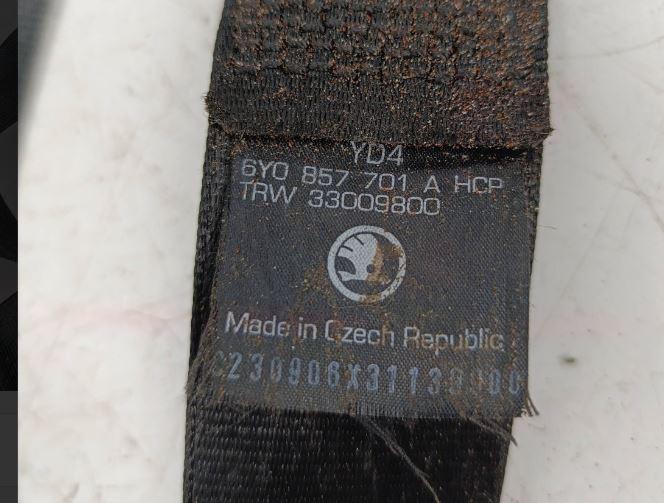 YD4
6Y0 857 701 A HCP
TRW 33009800
Made in Czech Republic